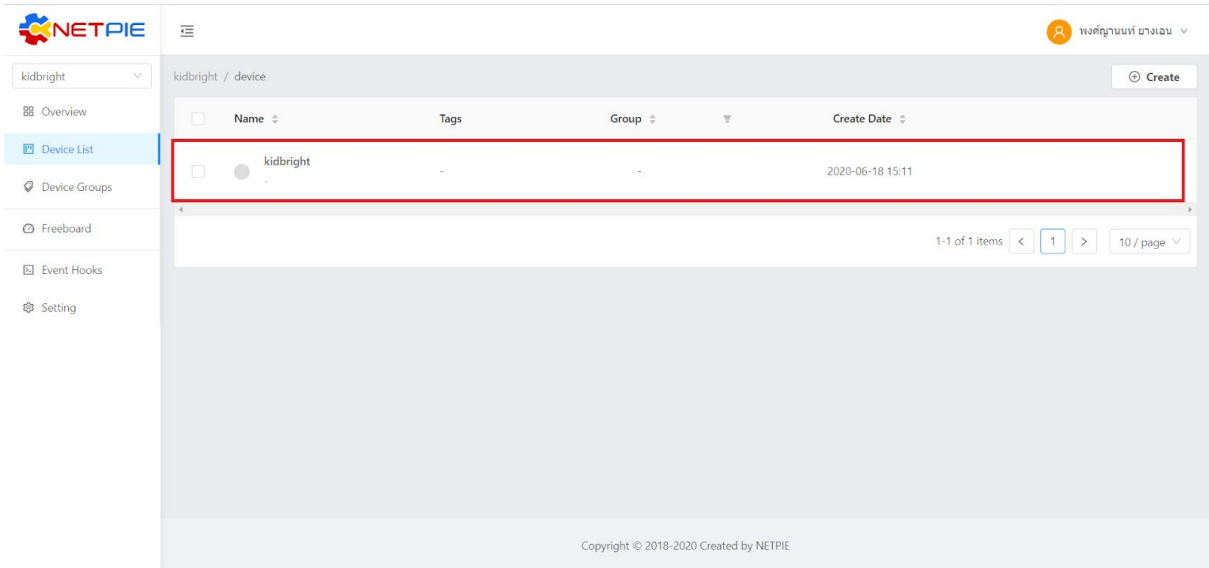 NETPIE
พงศ์ญานนท์ ยางเอน
kidbright
kidbright / device
Create
Overview
Device List
Device Groups
Freeboard
Event Hooks
Setting
Name Tags Group Create Date
kidbright - - 2020-06-18 15:11
-
1-1 of 1 items < 1 > 10 / page
Copyright © 2018-2020 Created by NETPIE